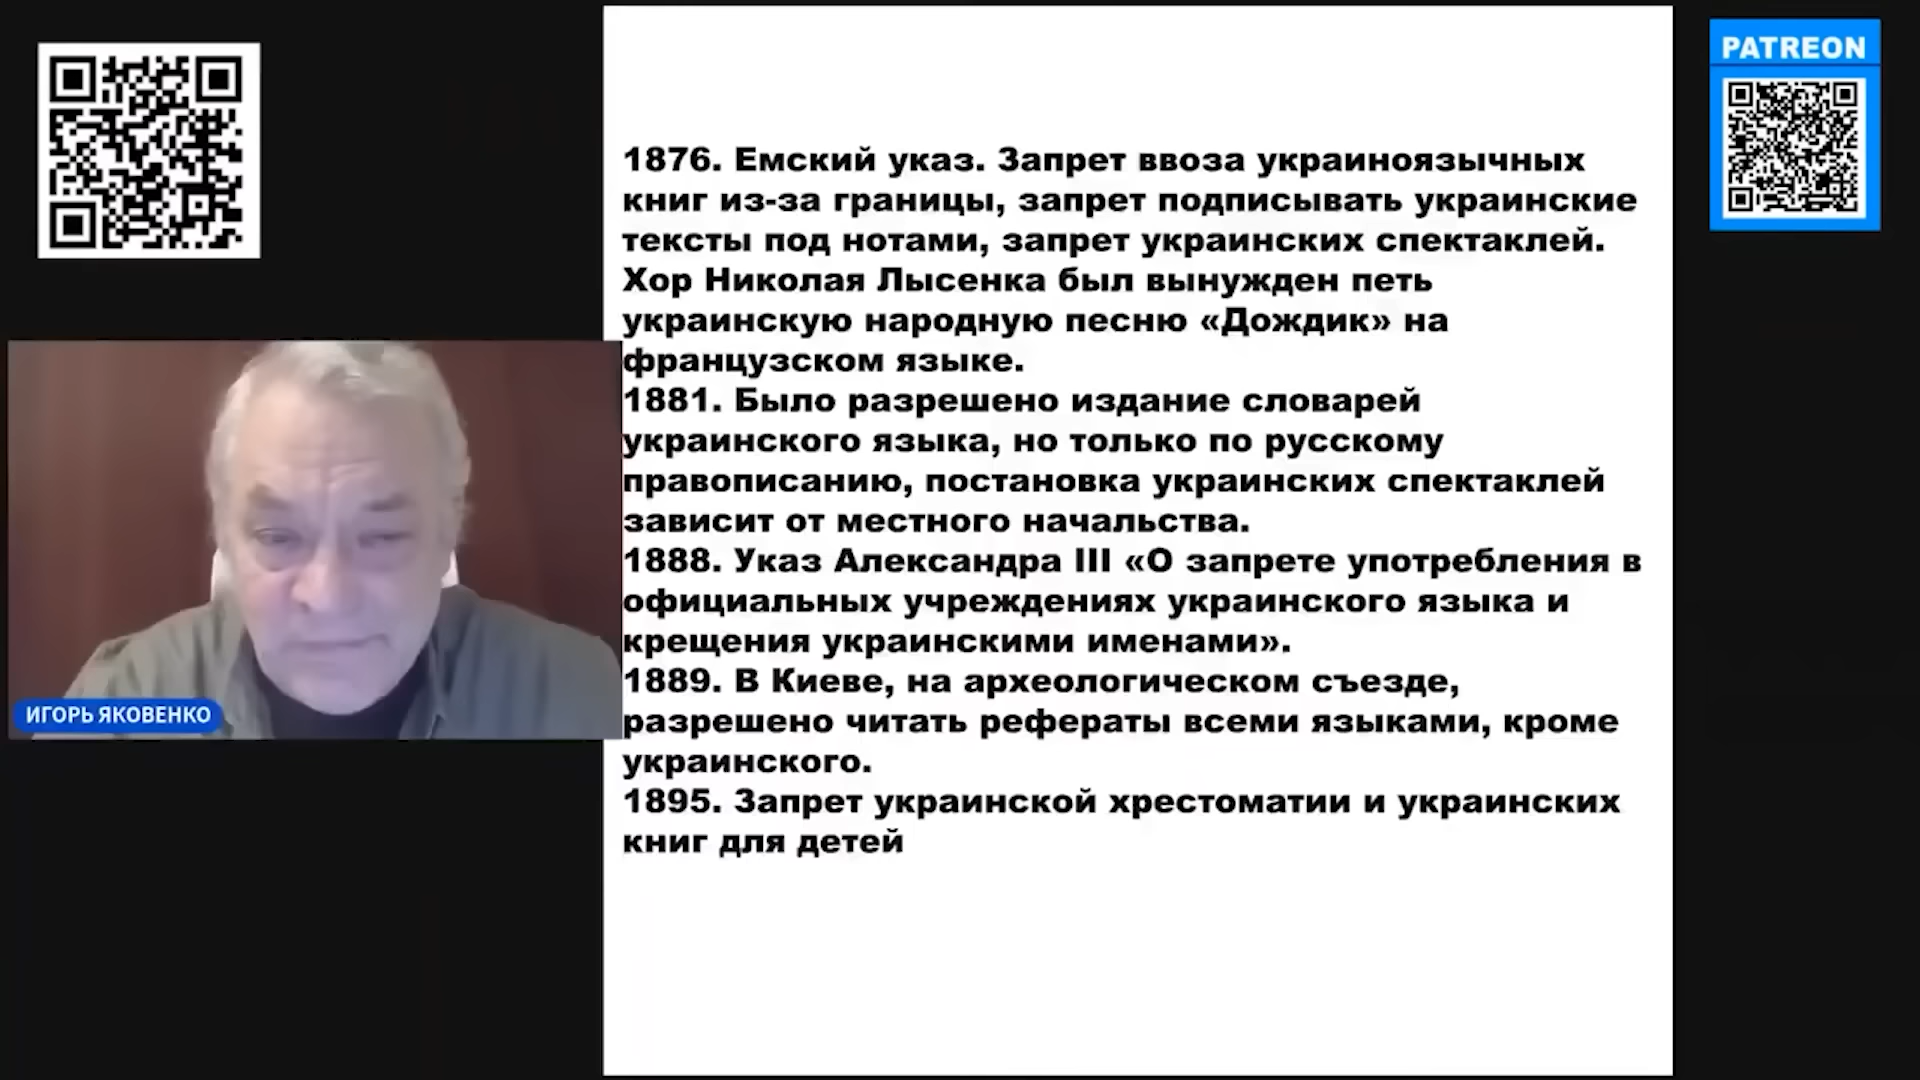 PATREON
1876. Емский указ. Запрет ввоза украиноязычных
книг из-за границы, запрет подписывать украинские
тексты под нотами, запрет украинских спектаклей.
Хор Николая Лысенка был вынужден петь
украинскую народную песню «Дождик» на
французском языке.
1881. Было разрешено издание словарей
украинского языка, но только по русскому
правописанию, постановка украинских спектаклей
зависит от местного начальства.
1888. Указ Александра III «О запрете употребления в
официальных учреждениях украинского языка и
крещения украинскими именами».
1889. В Киеве, на археологическом съезде,
разрешено читать рефераты всеми языками, кроме
украинского.
1895. Запрет украинской хрестоматии и украинских
книг для детей
ИГОРЬ ЯКОВЕНКО